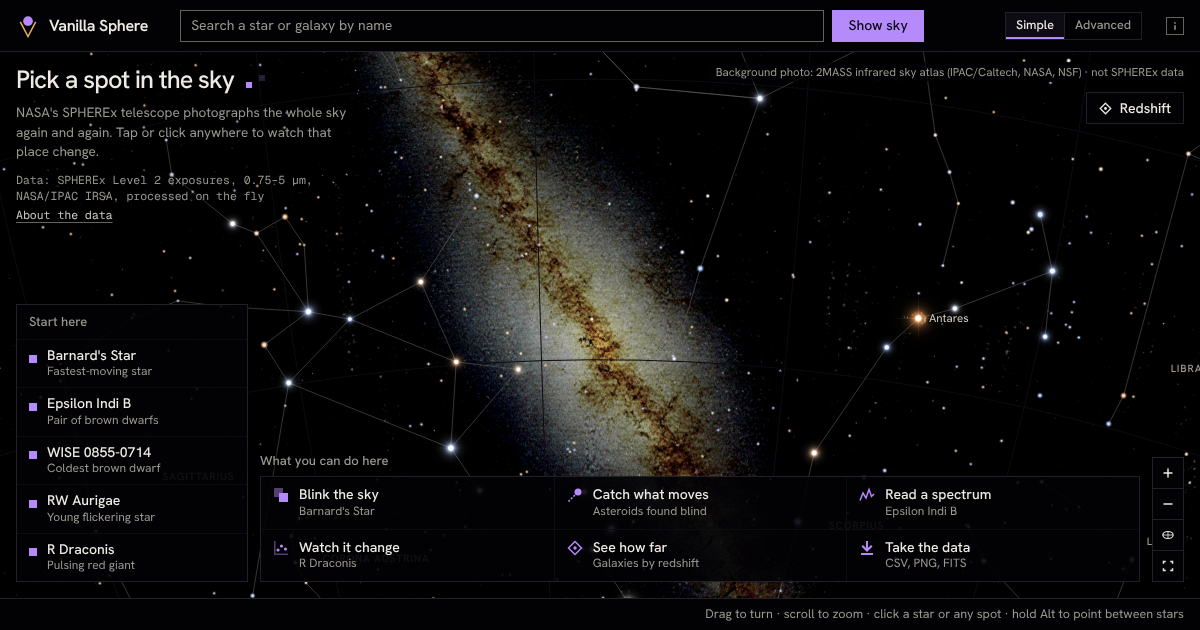 Vanilla Sphere
Search a star or galaxy by name
Show sky
Simple
Advanced
i
Pick a spot in the sky
NASA's SPHEREx telescope photographs the whole sky
again and again. Tap or click anywhere to watch that
place change.
Data: SPHEREx Level 2 exposures, 0.75–5 µm,
NASA/IPAC IRSA, processed on the fly
About the data
Background photo: 2MASS infrared sky atlas (IPAC/Caltech, NASA, NSF) · not SPHEREx data
Redshift
Antares
LIBRA
Start here
Barnard's Star
Fastest-moving star
Epsilon Indi B
Pair of brown dwarfs
WISE 0855-0714
Coldest brown dwarf
SAGITTARIUS
RW Aurigae
Young flickering star
R Draconis
Pulsing red giant
What you can do here
Blink the sky
Barnard's Star
Catch what moves
Asteroids found blind
Read a spectrum
Epsilon Indi B
SCORPIUS
Watch it change
R Draconis
AUSTRINA
See how far
Galaxies by redshift
Take the data
CSV, PNG, FITS
+
−
Drag to turn · scroll to zoom · click a star or any spot · hold Alt to point between stars